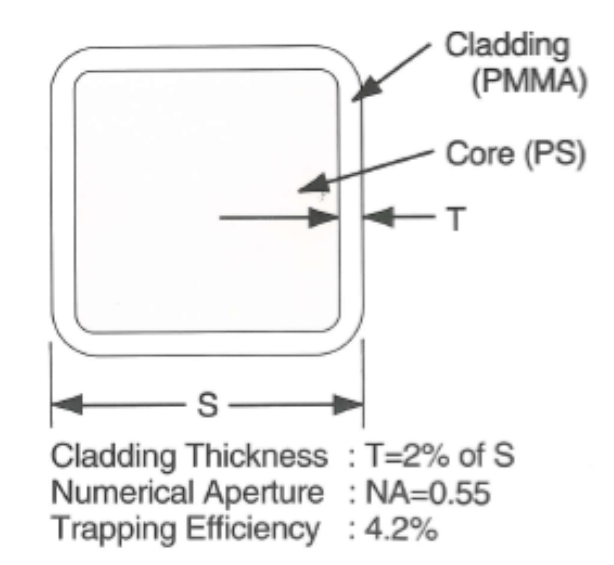 Cladding
(PMMA)
Core (PS)
T
S
Cladding Thickness : T=2% of S
Numerical Aperture : NA=0.55
Trapping Efficiency : 4.2%